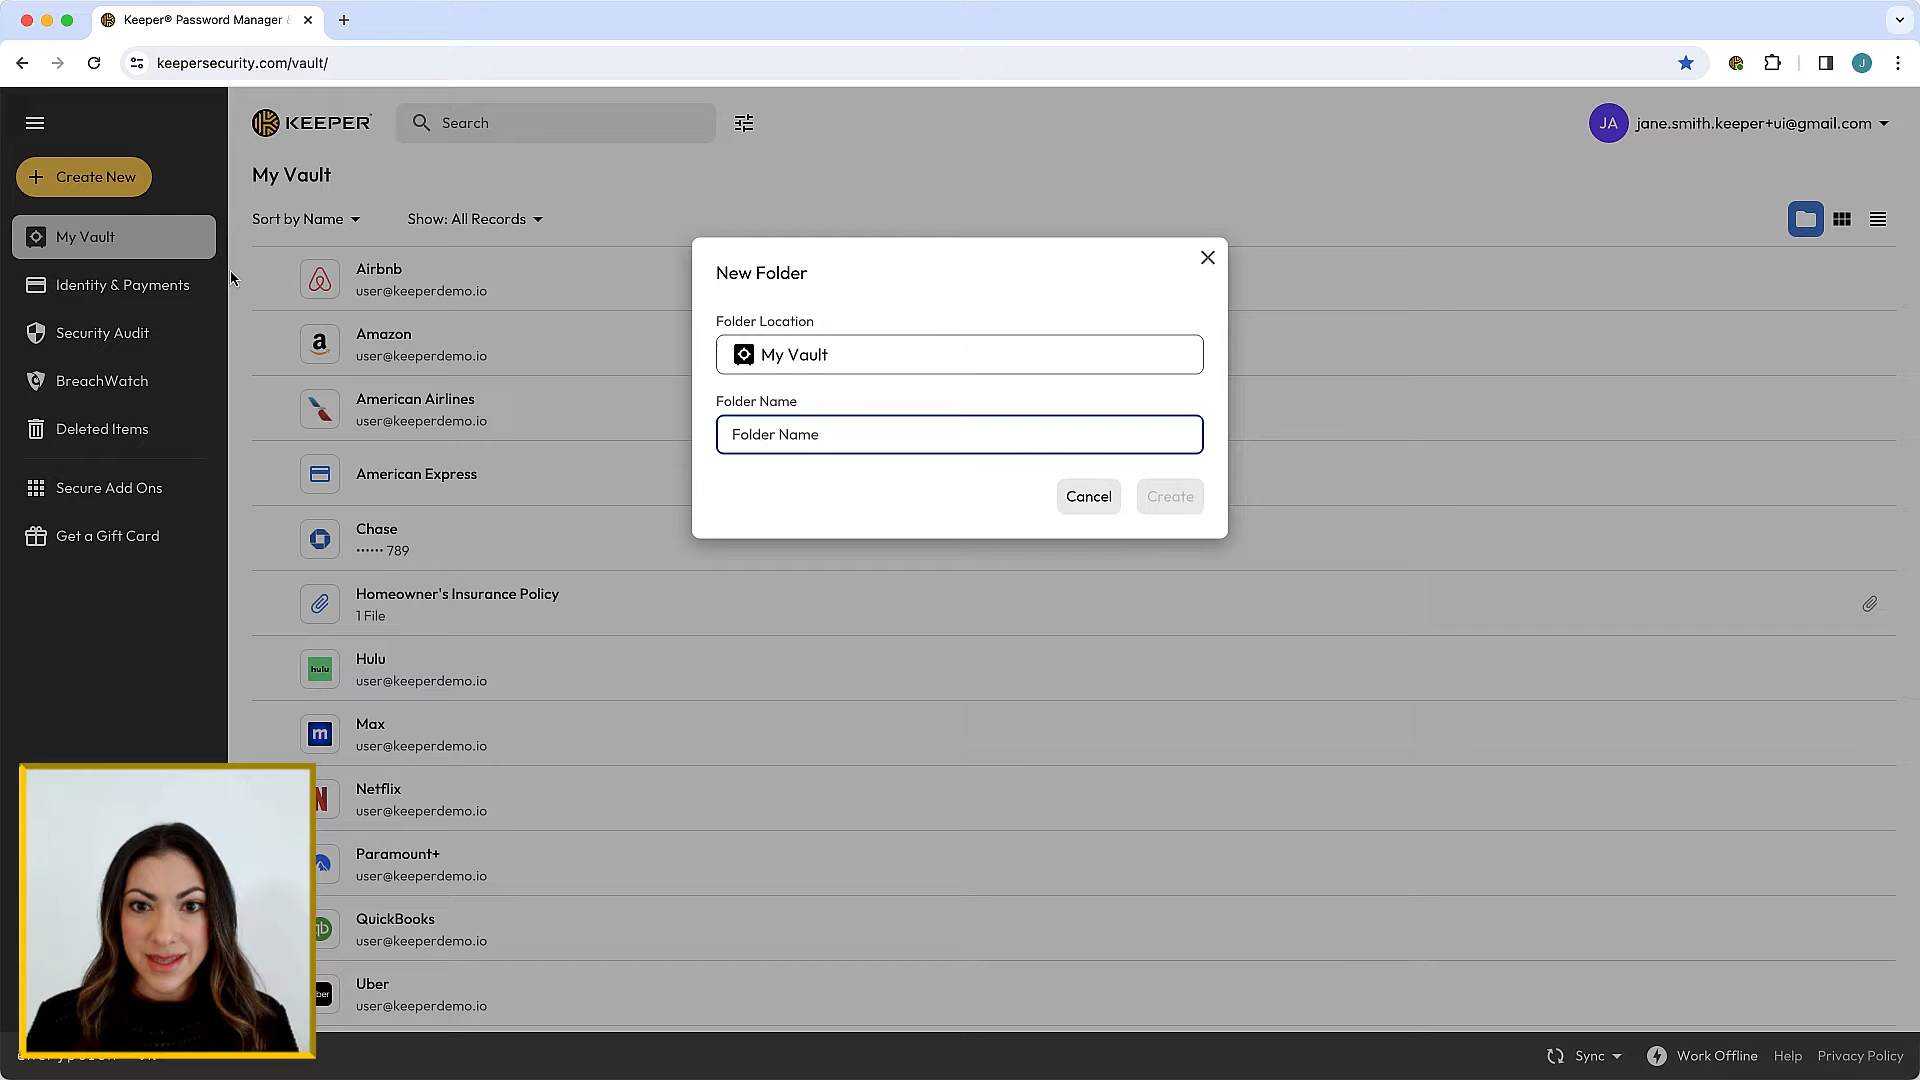 Keeper® Password Manager
keepersecurity.com/vault/
J
KEEPER
Search
JA
jane.smith.keeper+ui@gmail.com
Create New
My Vault
Identity & Payments
Security Audit
BreachWatch
Deleted Items
Secure Add Ons
Get a Gift Card
My Vault
Sort by Name
Show: All Records
Airbnb
user@keeperdemo.io
Amazon
user@keeperdemo.io
American Airlines
user@keeperdemo.io
American Express
Chase
•••••• 789
Homeowner's Insurance Policy
1 File
hulu
Hulu
user@keeperdemo.io
m
Max
user@keeperdemo.io
Netflix
user@keeperdemo.io
Paramount+
user@keeperdemo.io
QuickBooks
user@keeperdemo.io
Uber
user@keeperdemo.io
New Folder
Folder Location
My Vault
Folder Name
Folder Name
Cancel
Create
Sync
Work Offline
Help
Privacy Policy